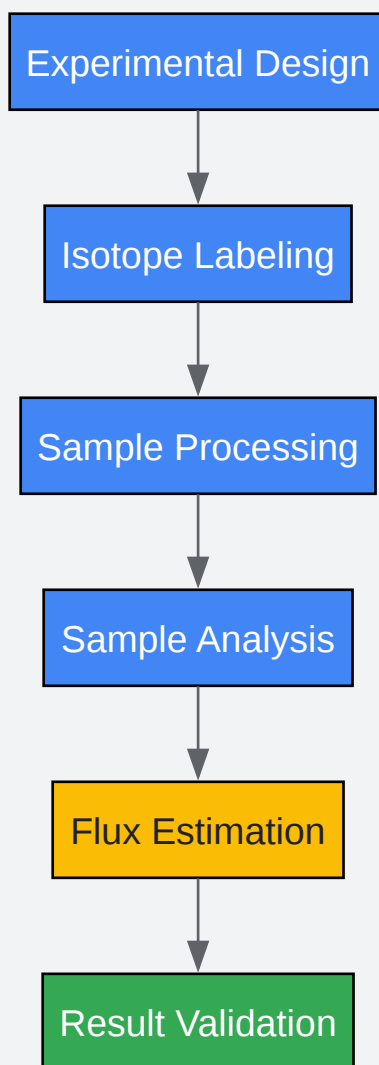 Experimental Design
Isotope Labeling
Sample Processing
Sample Analysis
Flux Estimation
Result Validation